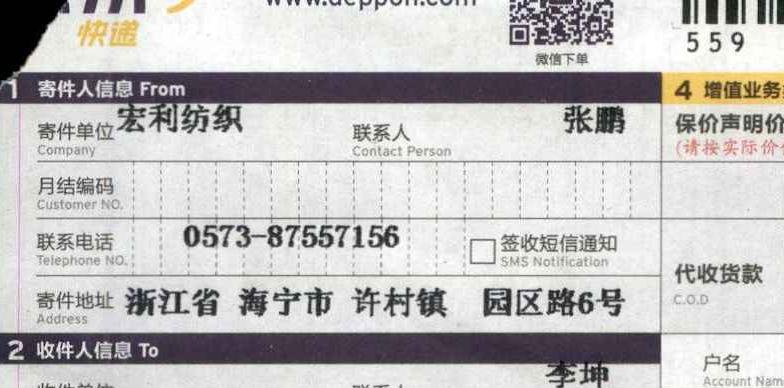 快递
www.deppon.com
微信下单
559
1 寄件人信息 From
4 增值业务
寄件单位 宏利纺织 联系人 张鹏
Company Contact Person
保价声明价
(请按实际价
月结编码
Customer NO.
联系电话 0573-87557156 签收短信通知
Telephone NO. SMS Notification
代收货款
C.O.D
寄件地址 浙江省 海宁市 许村镇 园区路6号
Address
2 收件人信息 To
李坤
户名
Account Nam